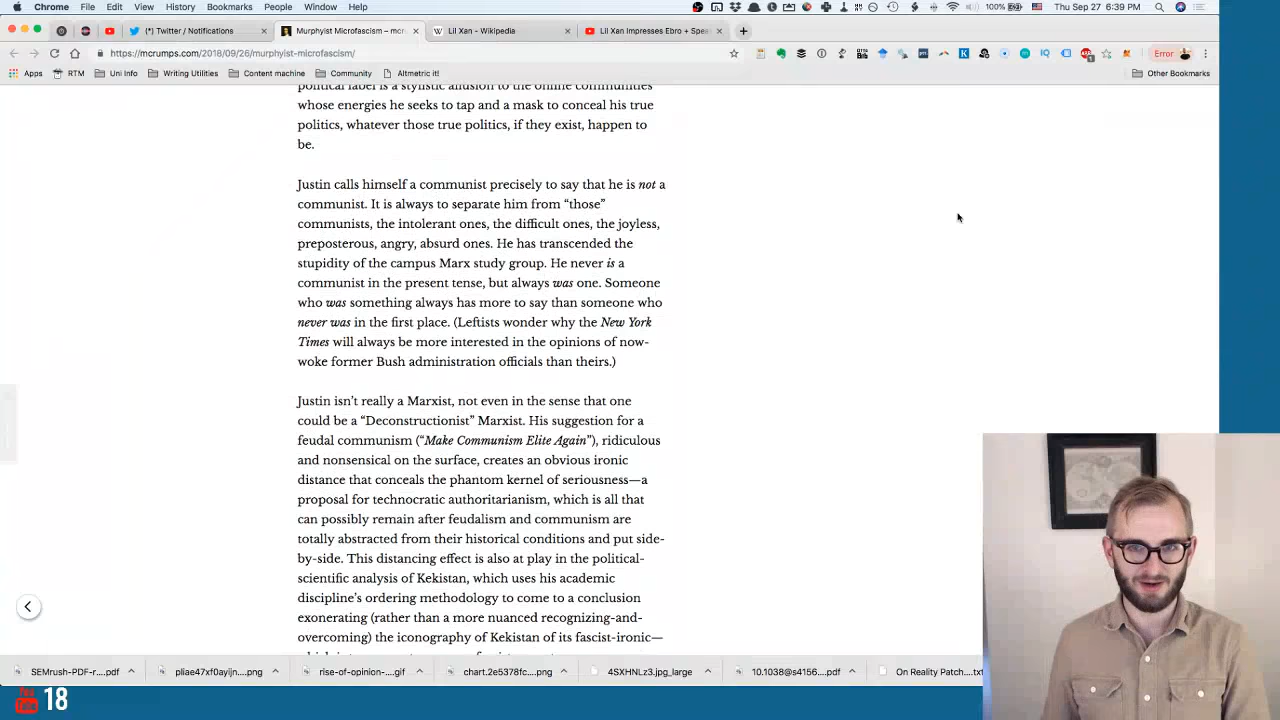 Chrome File Edit View History Bookmarks People Window Help 100% Thu Sep 27 6:39 PM
(*) Twitter / Notifications Murphyist Microfascism – mcr Lil Xan - Wikipedia Lil Xan Impresses Ebro + Spe
https://mcrumps.com/2018/09/26/murphyist-microfascism/ Error
Apps RTM Uni Info Writing Utilities Content machine Community Altmetric it! Other Bookmarks
political label is a stylistic allusion to the online communities
whose energies he seeks to tap and a mask to conceal his true
politics, whatever those true politics, if they exist, happen to
be.
Justin calls himself a communist precisely to say that he is not a
communist. It is always to separate him from “those”
communists, the intolerant ones, the difficult ones, the joyless,
preposterous, angry, absurd ones. He has transcended the
stupidity of the campus Marx study group. He never is a
communist in the present tense, but always was one. Someone
who was something always has more to say than someone who
never was in the first place. (Leftists wonder why the New York
Times will always be more interested in the opinions of now-
woke former Bush administration officials than theirs.)
Justin isn’t really a Marxist, not even in the sense that one
could be a “Deconstructionist” Marxist. His suggestion for a
feudal communism (“Make Communism Elite Again”), ridiculous
and nonsensical on the surface, creates an obvious ironic
distance that conceals the phantom kernel of seriousness—a
proposal for technocratic authoritarianism, which is all that
can possibly remain after feudalism and communism are
totally abstracted from their historical conditions and put side-
by-side. This distancing effect is also at play in the political-
scientific analysis of Kekistan, which uses his academic
discipline’s ordering methodology to come to a conclusion
exonerating (rather than a more nuanced recognizing-and-
overcoming) the iconography of Kekistan of its fascist-ironic—
SEMrush-PDF-r....pdf pliae47xf0ayijn....png rise-of-opinion-....gif chart.2e5378fc....png 4SXHNLz3.jpg_large 10.1038@s4156....pdf On Reality Patch....txt
You Tube 18